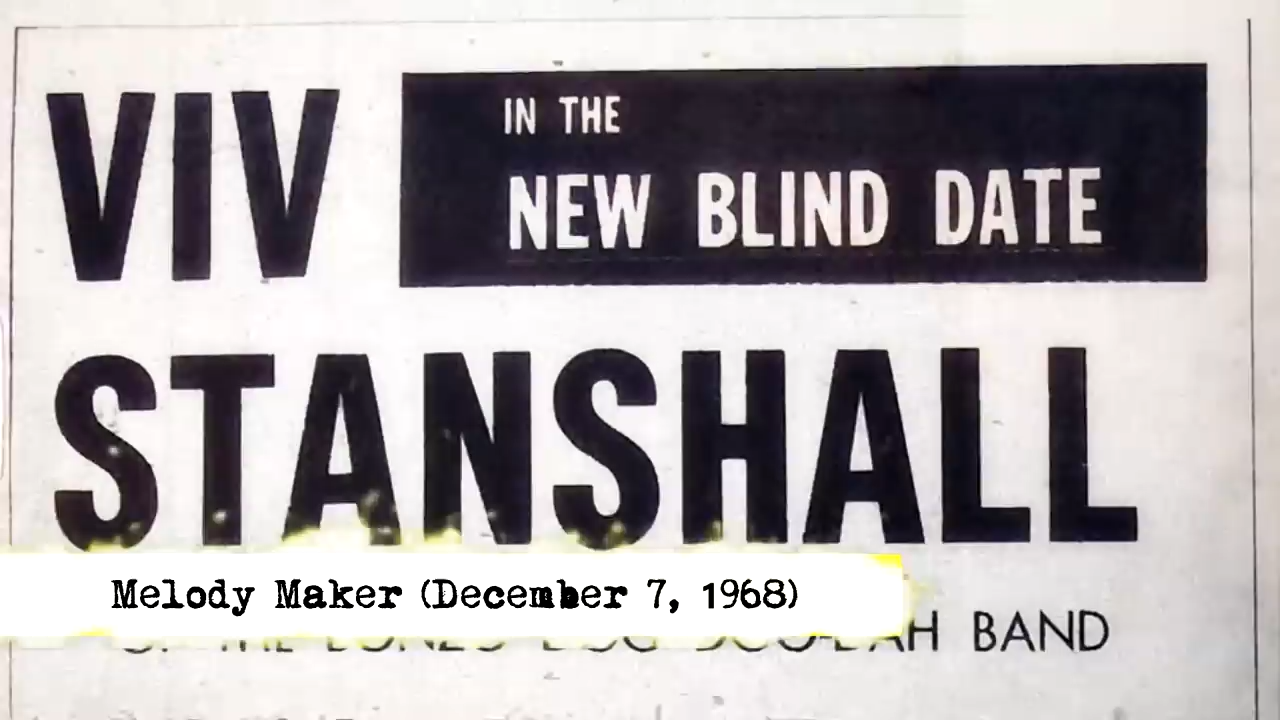 VIV
IN THE
NEW BLIND DATE
STANSHALL
Melody Maker (December 7, 1968)
BAND